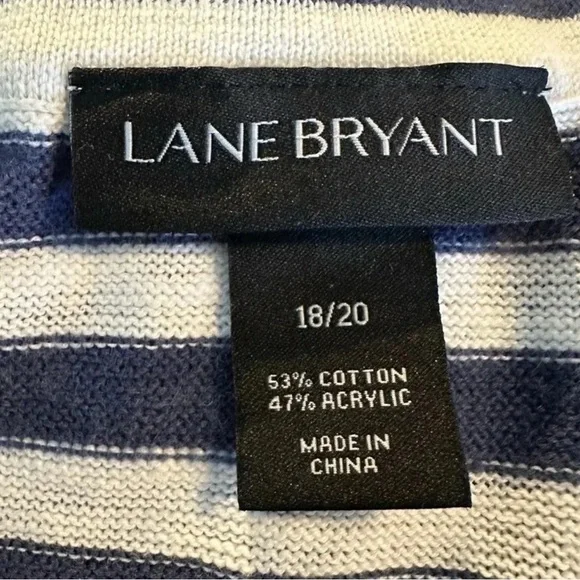 LANE BRYANT
18/20
53% COTTON
47% ACRYLIC
MADE IN
CHINA